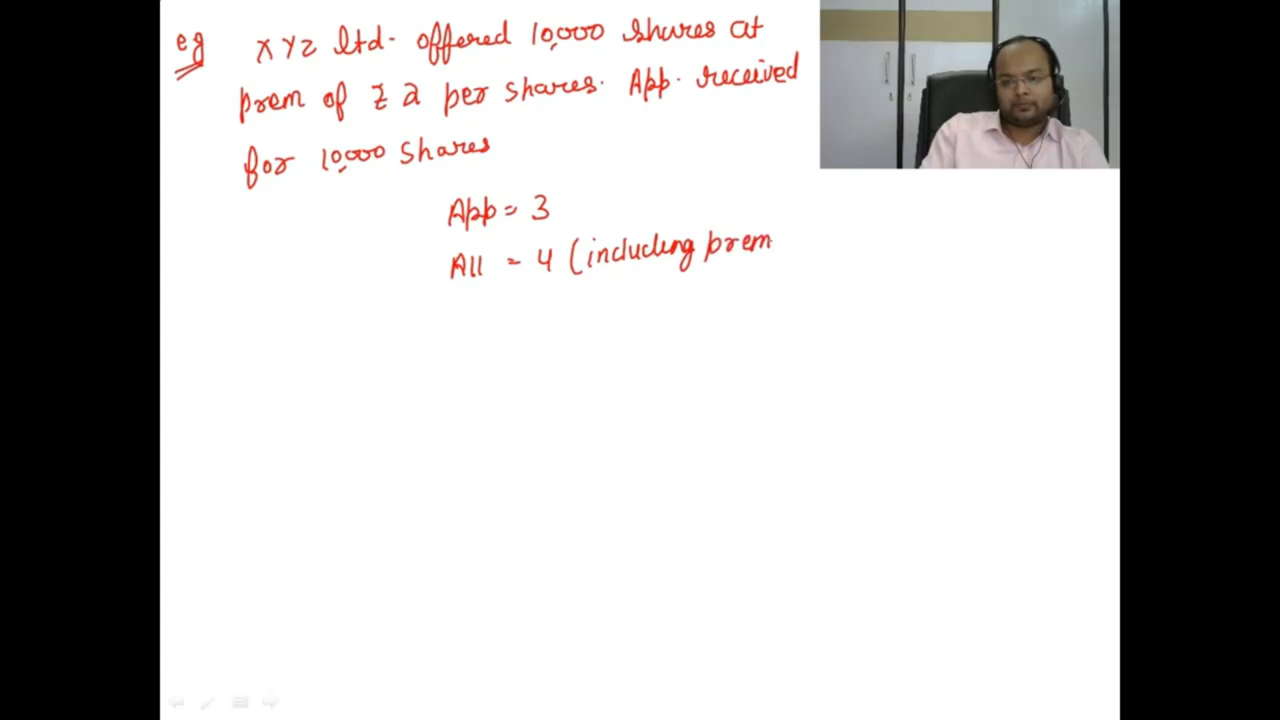 eg XYZ ltd. offered 10,000 shares at
prem of ₹ 2 per shares. App. received
for 10,000 shares
App = 3
All = 4 (including prem